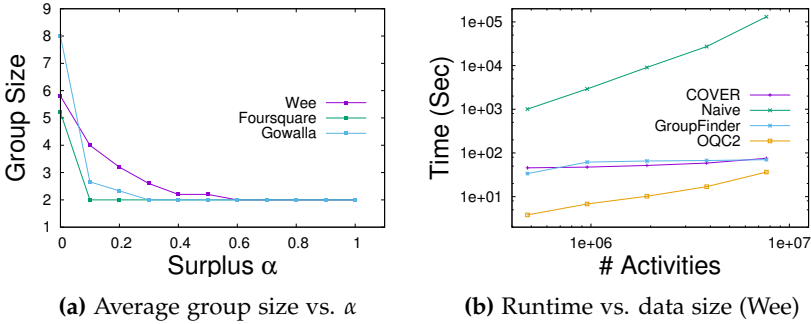 Group Size
9
8
7
6
5
4
3
2
1
0
0.2
0.4
0.6
0.8
1
Surplus α
Wee
Foursquare
Gowalla
(a) Average group size vs. α
Time (Sec)
1e+05
1e+04
1e+03
1e+02
1e+01
1e+06
1e+07
# Activities
COVER
Naive
GroupFinder
OQC2
(b) Runtime vs. data size (Wee)